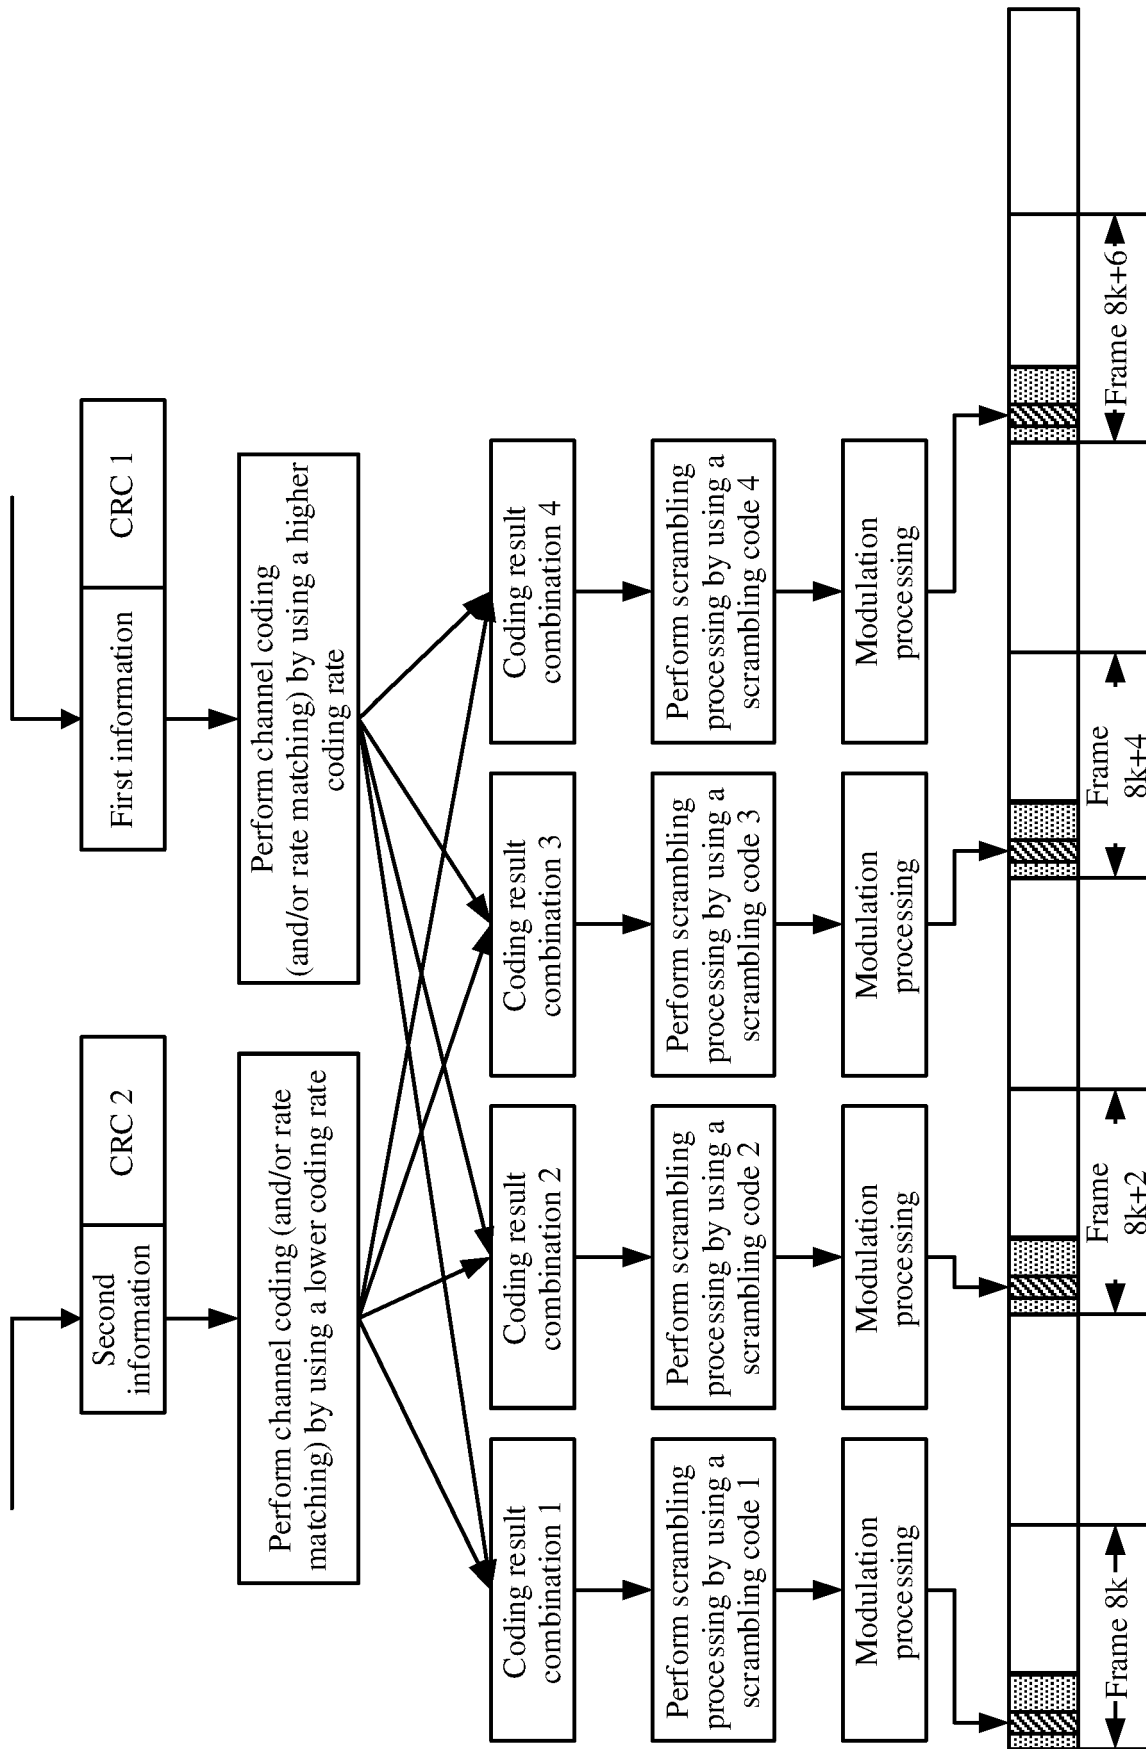 Second
information
CRC 2
First information
CRC 1
Perform channel coding (and/or rate
matching) by using a lower coding rate
Perform channel coding
(and/or rate matching) by using a higher
coding rate
Coding result
combination 1
Coding result
combination 2
Coding result
combination 3
Coding result
combination 4
Perform scrambling
processing by using a
scrambling code 1
Perform scrambling
processing by using a
scrambling code 2
Perform scrambling
processing by using a
scrambling code 3
Perform scrambling
processing by using a
scrambling code 4
Modulation
processing
Modulation
processing
Modulation
processing
Modulation
processing
Frame 8k
Frame
8k+2
Frame
8k+4
Frame 8k+6